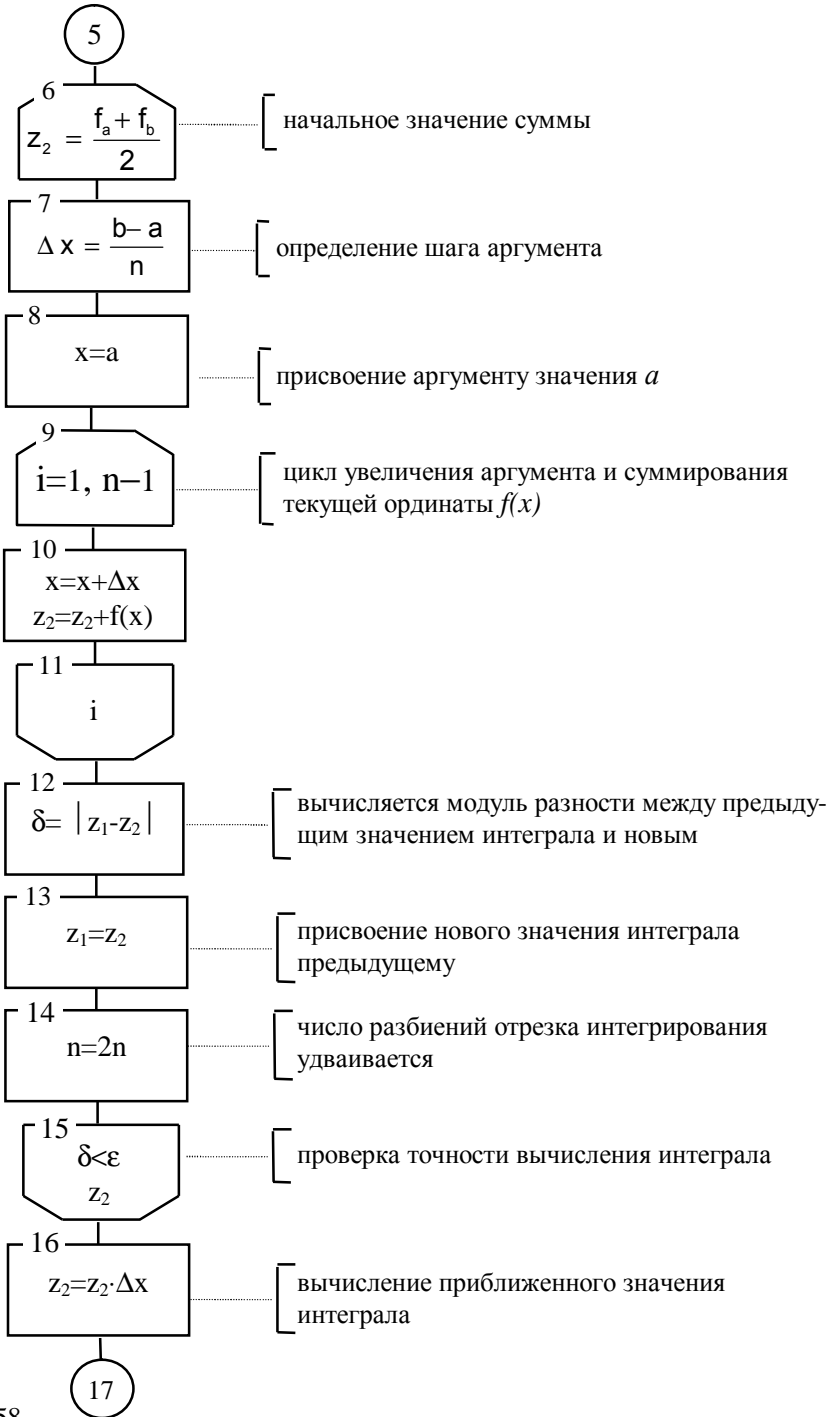 5
6
z₂ = (fₐ + f_b)/2
начальное значение суммы
7
Δ x = (b– a)/n
определение шага аргумента
8
x=a
присвоение аргументу значения a
9
i=1, n–1
цикл увеличения аргумента и суммирования
текущей ординаты f(x)
10
x=x+Δx
z₂=z₂+f(x)
11
i
12
δ= |z₁-z₂|
вычисляется модуль разности между предыду-
щим значением интеграла и новым
13
z₁=z₂
присвоение нового значения интеграла
предыдущему
14
n=2n
число разбиений отрезка интегрирования
удваивается
15
δ<ε
z₂
проверка точности вычисления интеграла
16
z₂=z₂·Δx
вычисление приближенного значения
интеграла
17